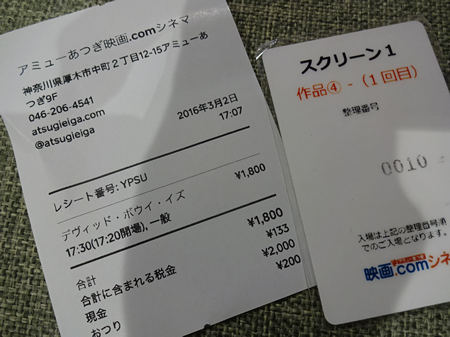 アミューあつぎ映画.comシネマ
神奈川県厚木市中町2丁目12-15アミューあ
つぎ9F
046-206-4541
atsugieiga.com
@atsugieiga
2016年3月2日
17:07
レシート番号: YPSU
デヴィッド・ボウイ・イズ ¥1,800
17:30(17:20開場), 一般
合計 ¥1,800
合計に含まれる税金 ¥133
現金 ¥2,000
おつり ¥200
スクリーン1
作品④ - (1回目)
整理番号
0010
入場は上記の整理番号順
でのご入場となります。
映画.comシネマ